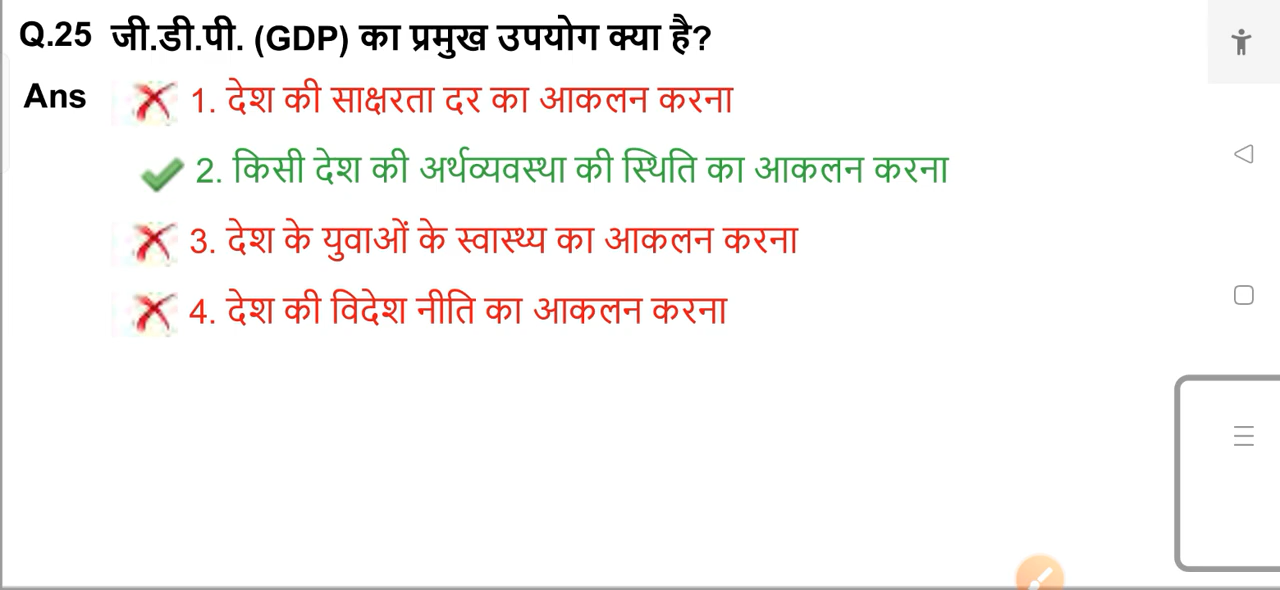 Q.25 जी.डी.पी. (GDP) का प्रमुख उपयोग क्या है?
Ans 1. देश की साक्षरता दर का आकलन करना
2. किसी देश की अर्थव्यवस्था की स्थिति का आकलन करना
3. देश के युवाओं के स्वास्थ्य का आकलन करना
4. देश की विदेश नीति का आकलन करना